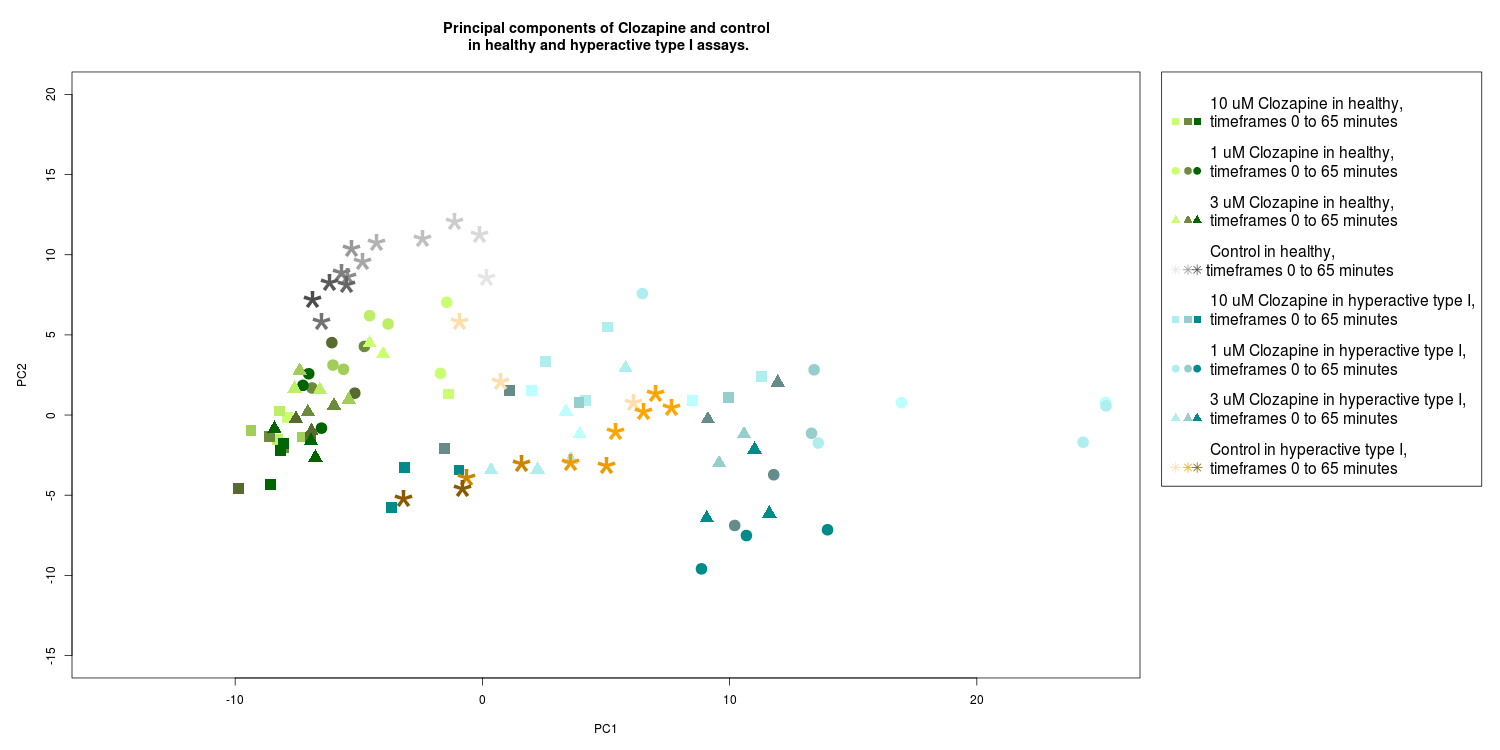 Principal components of Clozapine and control
in healthy and hyperactive type I assays.
20
15
10
5
0
-5
-10
-15
PC2
-10
0
10
20
PC1
10 uM Clozapine in healthy,
timeframes 0 to 65 minutes
1 uM Clozapine in healthy,
timeframes 0 to 65 minutes
3 uM Clozapine in healthy,
timeframes 0 to 65 minutes
Control in healthy,
timeframes 0 to 65 minutes
10 uM Clozapine in hyperactive type I,
timeframes 0 to 65 minutes
1 uM Clozapine in hyperactive type I,
timeframes 0 to 65 minutes
3 uM Clozapine in hyperactive type I,
timeframes 0 to 65 minutes
Control in hyperactive type I,
timeframes 0 to 65 minutes